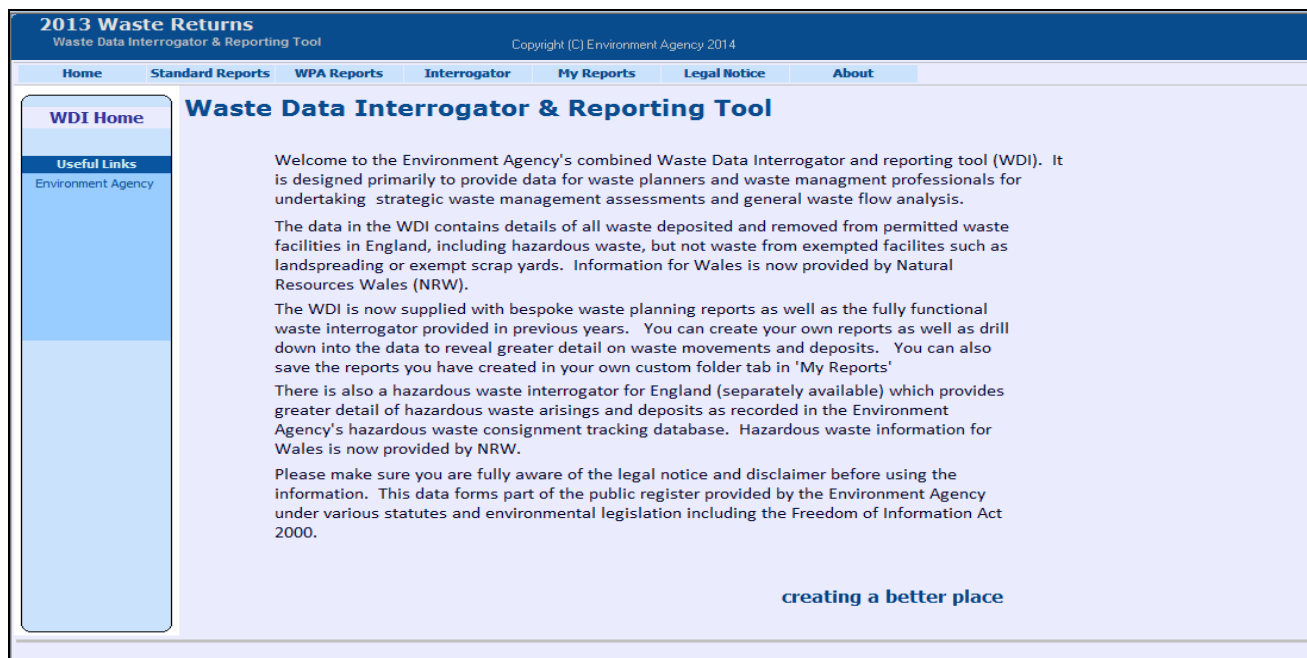 2013 Waste Returns
Waste Data Interrogator & Reporting Tool
Copyright (C) Environment Agency 2014
Home Standard Reports WPA Reports Interrogator My Reports Legal Notice About
WDI Home
Useful Links
Environment Agency
Waste Data Interrogator & Reporting Tool
Welcome to the Environment Agency's combined Waste Data Interrogator and reporting tool (WDI). It
is designed primarily to provide data for waste planners and waste managment professionals for
undertaking strategic waste management assessments and general waste flow analysis.
The data in the WDI contains details of all waste deposited and removed from permitted waste
facilities in England, including hazardous waste, but not waste from exempted facilites such as
landspreading or exempt scrap yards. Information for Wales is now provided by Natural
Resources Wales (NRW).
The WDI is now supplied with bespoke waste planning reports as well as the fully functional
waste interrogator provided in previous years. You can create your own reports as well as drill
down into the data to reveal greater detail on waste movements and deposits. You can also
save the reports you have created in your own custom folder tab in 'My Reports'
There is also a hazardous waste interrogator for England (separately available) which provides
greater detail of hazardous waste arisings and deposits as recorded in the Environment
Agency's hazardous waste consignment tracking database. Hazardous waste information for
Wales is now provided by NRW.
Please make sure you are fully aware of the legal notice and disclaimer before using the
information. This data forms part of the public register provided by the Environment Agency
under various statutes and environmental legislation including the Freedom of Information Act
2000.
creating a better place